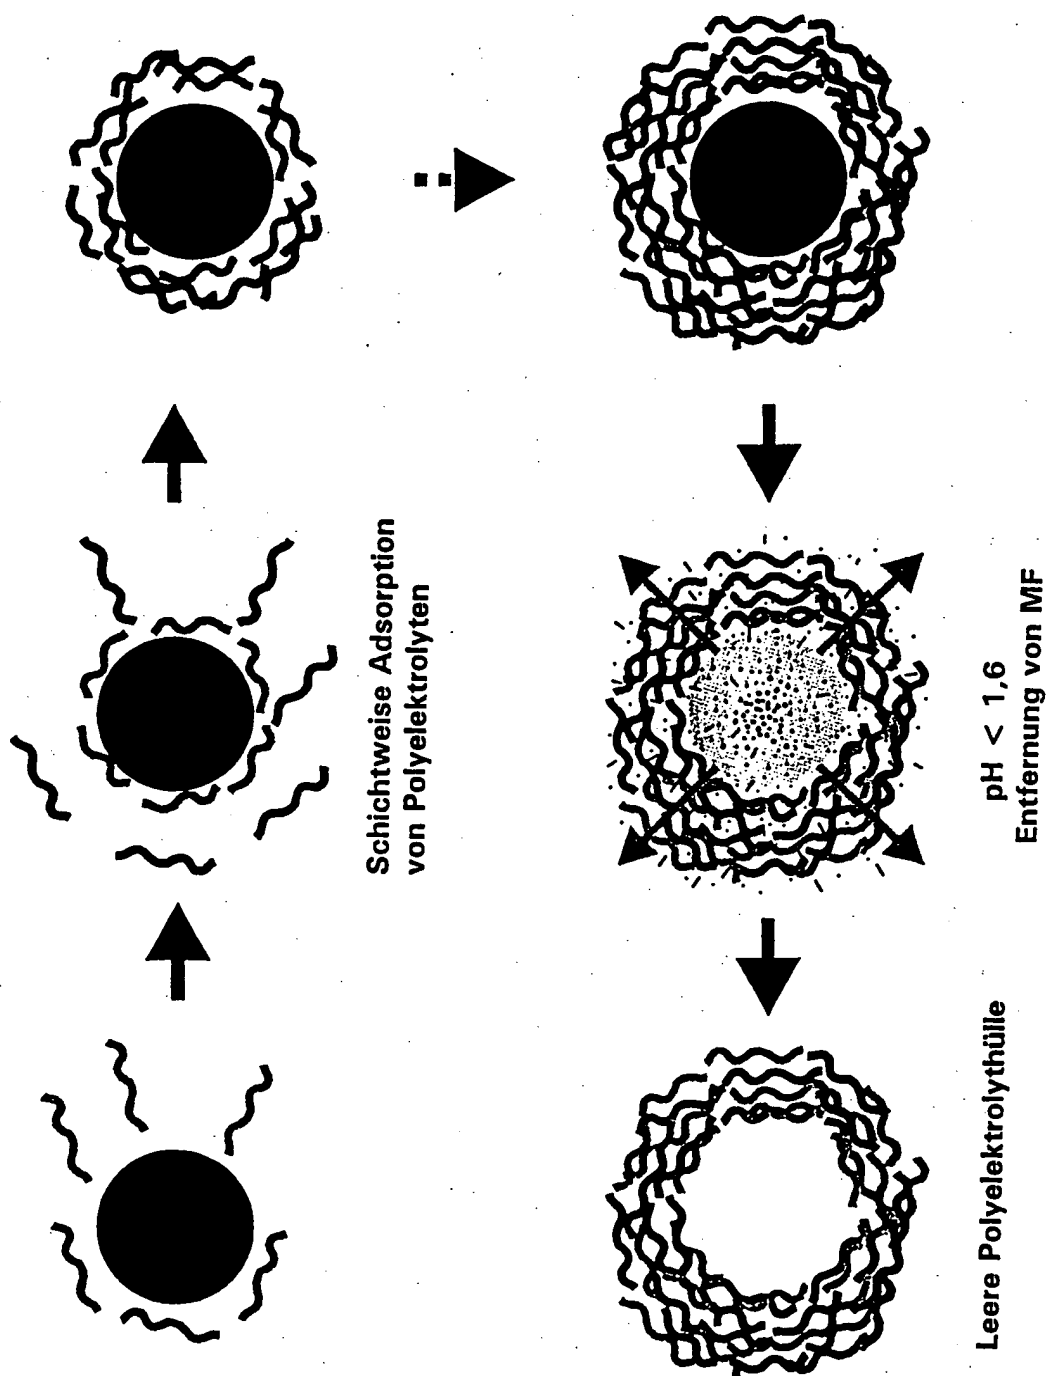 Schichtweise Adsorption
von Polyelektrolyten
pH < 1,6
Entfernung von MF
Leere Polyelektrolythülle